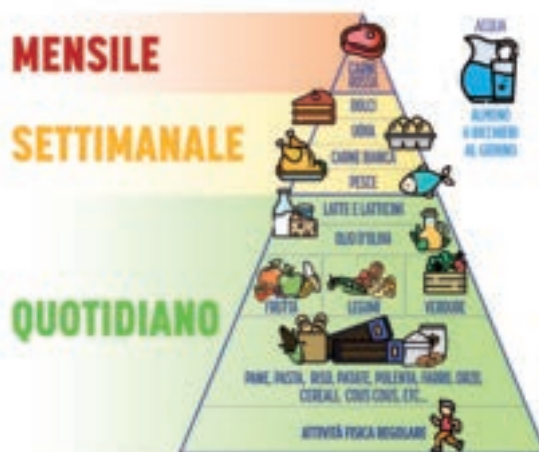 MENSILE
CARNE
ROSSA
ACQUA
ALMENO
6 BICCHIERI
AL GIORNO
SETTIMANALE
DOLCI
UOVA
CARNE BIANCA
PESCE
QUOTIDIANO
LATTE E LATTICINI
OLIO D'OLIVA
FRUTTA
LEGUMI
VERDURE
PANE, PASTA, RISO, PATATE, POLENTA, FARRO, ORZO,
CEREALI, COUS COUS, ETC...
ATTIVITÀ FISICA REGOLARE